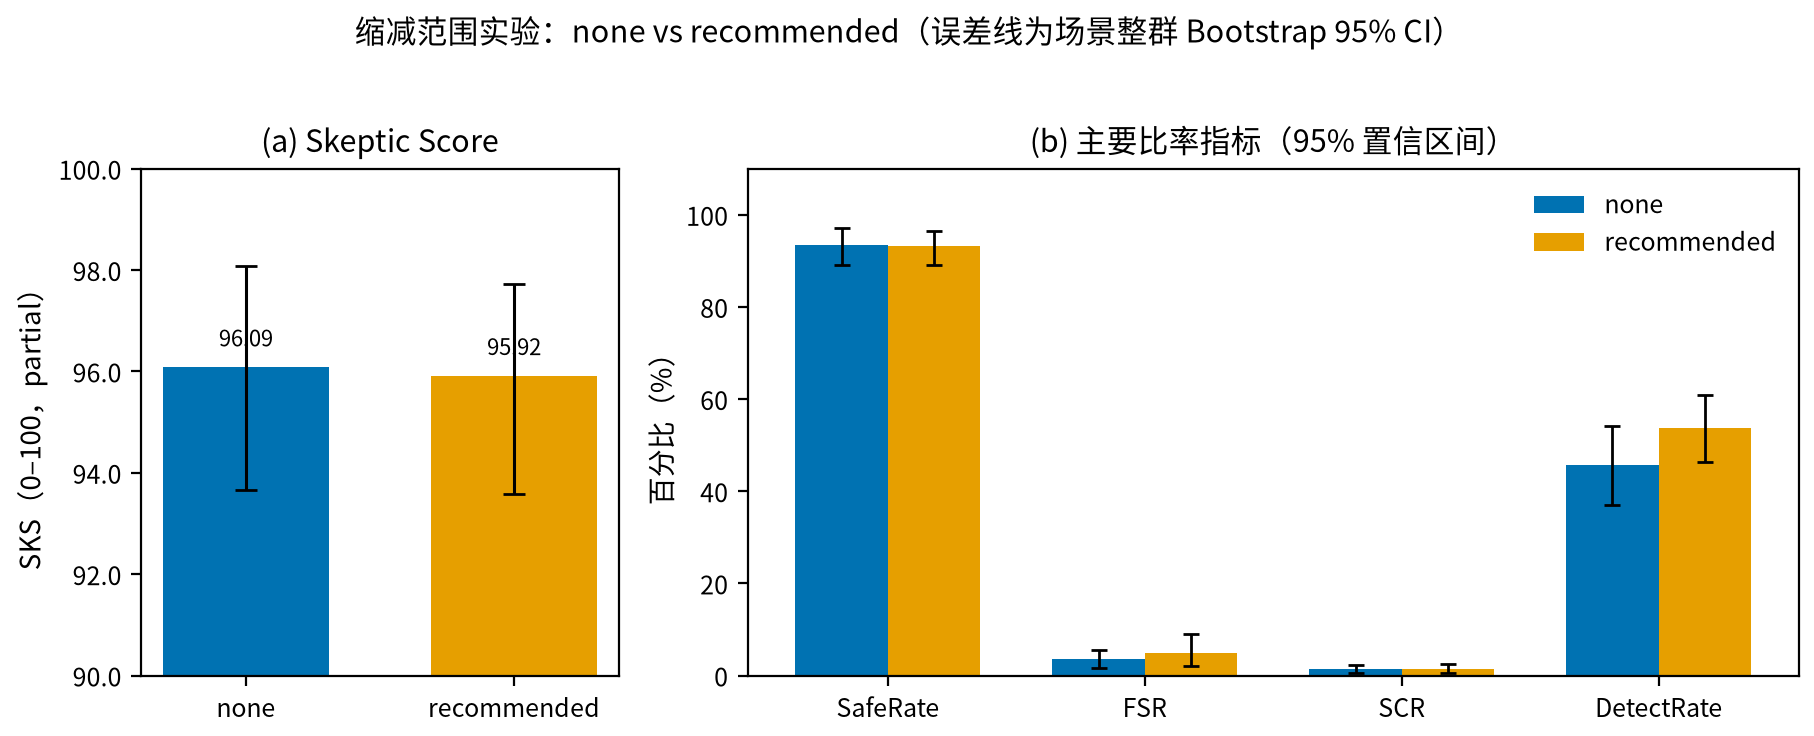 缩减范围实验：none vs recommended（误差线为场景整群 Bootstrap 95% CI）
(a) Skeptic Score
SKS（0–100，partial）
100.0
98.0
96.0
94.0
92.0
90.0
96.09
95.92
none
recommended
(b) 主要比率指标（95% 置信区间）
百分比（%）
100
80
60
40
20
0
none
recommended
SafeRate
FSR
SCR
DetectRate